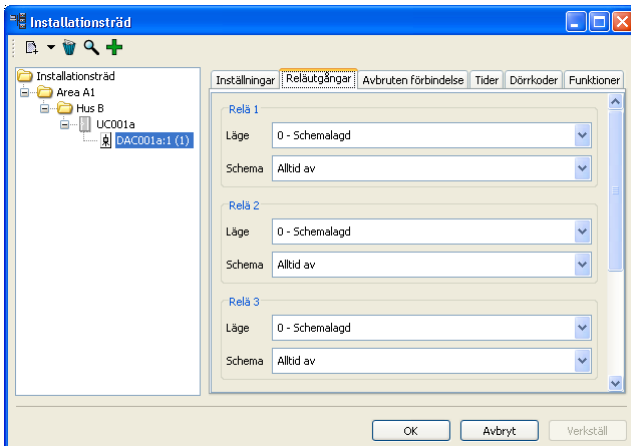 Installationsträd
Installationsträd
Area A1
Hus B
UC001a
DAC001a:1 (1)
Inställningar Reläutgångar Avbruten förbindelse Tider Dörrkoder Funktioner
Relä 1
Läge 0 - Schemalagd
Schema Alltid av
Relä 2
Läge 0 - Schemalagd
Schema Alltid av
Relä 3
Läge 0 - Schemalagd
Schema Alltid av
OK Avbryt Verkställ